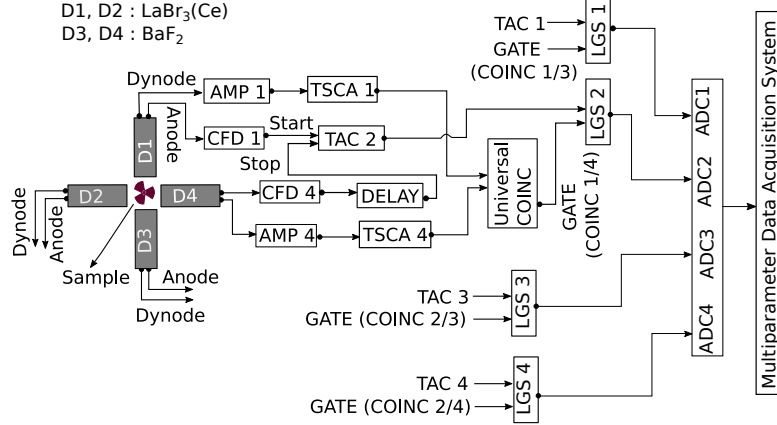 D1, D2 : LaBr₃(Ce)
D3, D4 : BaF₂
TAC 1
GATE
(COINC 1/3)
LGS 1
Dynode
AMP 1
TSCA 1
Anode
CFD 1
Start
TAC 2
Stop
LGS 2
D1
D2
D4
D3
CFD 4
DELAY
AMP 4
TSCA 4
Universal
COINC
GATE
(COINC 1/4)
Dynode
Anode
Sample
Anode
Dynode
TAC 3
GATE (COINC 2/3)
LGS 3
TAC 4
GATE (COINC 2/4)
LGS 4
ADC1
ADC2
ADC3
ADC4
Multiparameter Data Acquisition System